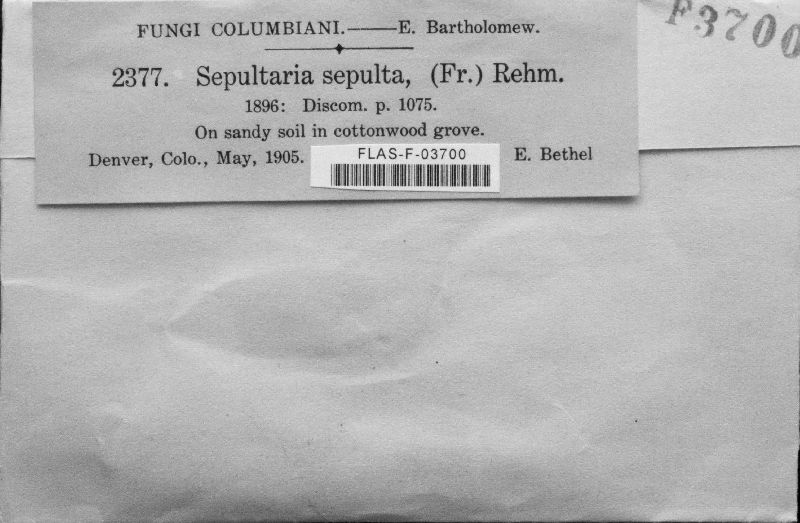 FUNGI COLUMBIANI.——E. Bartholomew.
F3700
2377. Sepultaria sepulta, (Fr.) Rehm.
1896: Discom. p. 1075.
On sandy soil in cottonwood grove.
Denver, Colo., May, 1905. E. Bethel
FLAS-F-03700